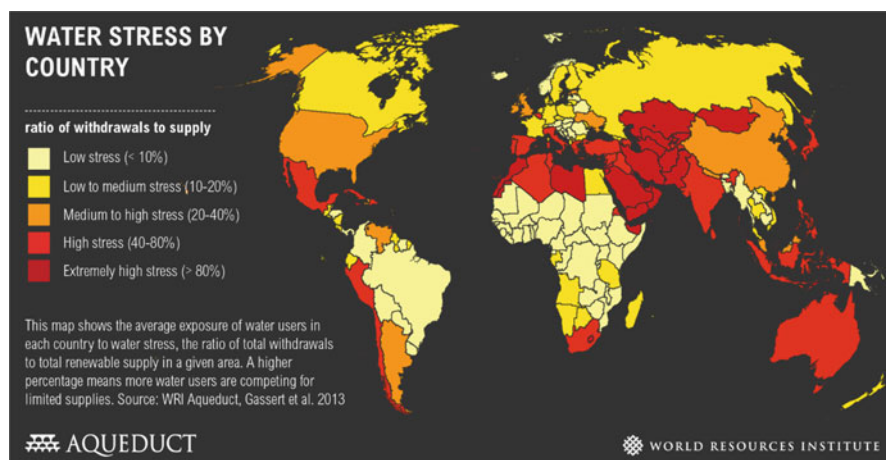 WATER STRESS BY
COUNTRY
ratio of withdrawals to supply
Low stress (< 10%)
Low to medium stress (10-20%)
Medium to high stress (20-40%)
High stress (40-80%)
Extremely high stress (> 80%)
This map shows the average exposure of water users in
each country to water stress, the ratio of total withdrawals
to total renewable supply in a given area. A higher
percentage means more water users are competing for
limited supplies. Source: WRI Aqueduct, Gassert et al. 2013
AQUEDUCT
WORLD RESOURCES INSTITUTE